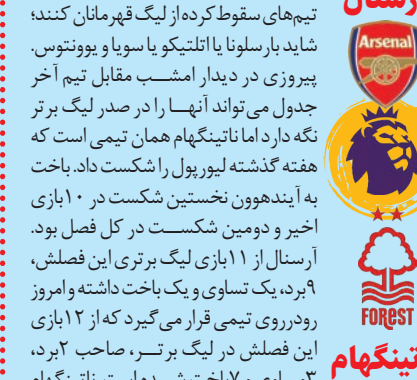 آرسنال
Arsenal
FOREST
ناتینگهام
تیم‌های سقوط کرده از لیگ قهرمانان کنند؛
شاید بارسلونا یا اتلتیکو یا سویا و یوونتوس.
پیروزی در دیدار امشب مقابل تیم آخر
جدول می‌تواند آنها را در صدر لیگ برتر
نگه دارد اما ناتینگهام همان تیمی است که
هفته گذشته لیورپول را شکست داد. باخت
به آیندهوون نخستین شکست در ۱۰ بازی
اخیر و دومین شکست در کل فصل بود.
آرسنال از ۱۱ بازی لیگ برتری این فصلش،
۹ برد، یک تساوی و یک باخت داشته و امروز
رودرروی تیمی قرار می‌گیرد که از ۱۲ بازی
این فصلش در لیگ برتر، صاحب ۲ برد،